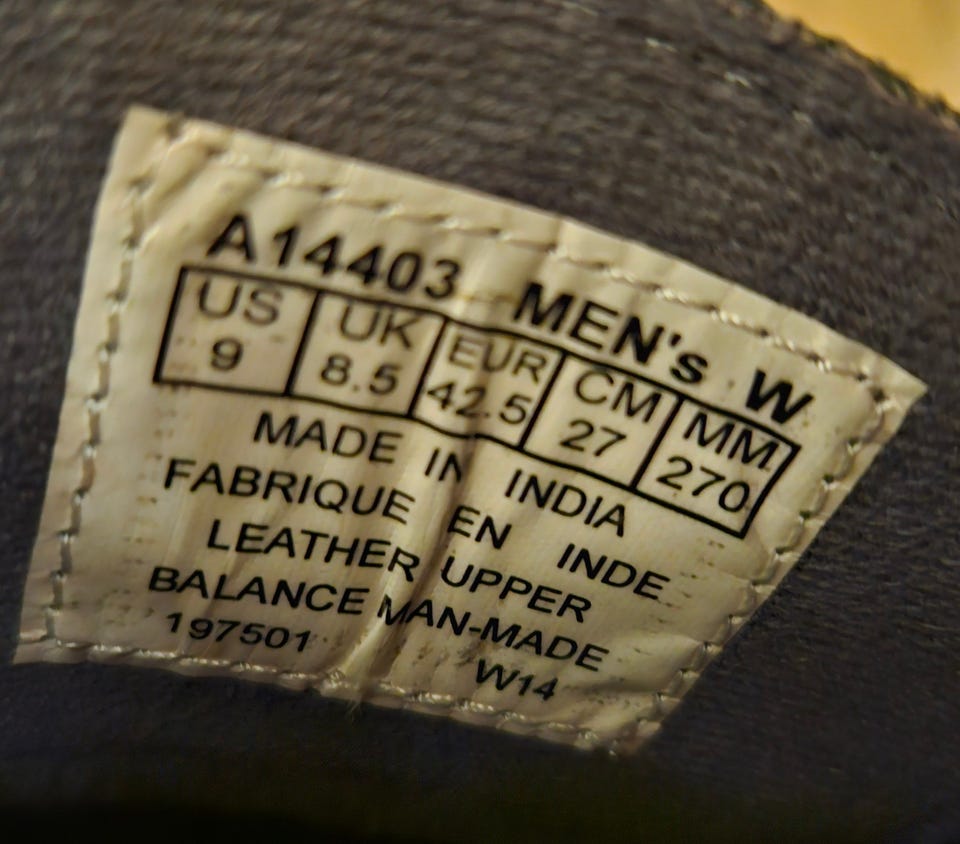 A14403 MEN's W
US UK EUR CM MM
9 8.5 42.5 27 270
MADE IN INDIA
FABRIQUE EN INDE
LEATHER UPPER
BALANCE MAN-MADE
197501 W14